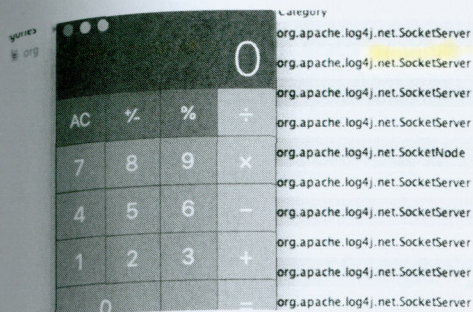 Category
gories
org
org.apache.log4j.net.SocketServer
org.apache.log4j.net.SocketServer
org.apache.log4j.net.SocketServer
org.apache.log4j.net.SocketServer
org.apache.log4j.net.SocketNode
org.apache.log4j.net.SocketServer
org.apache.log4j.net.SocketServer
org.apache.log4j.net.SocketServer
org.apache.log4j.net.SocketServer
org.apache.log4j.net.SocketServer
0
AC +/- % ÷
7 8 9 ×
4 5 6 −
1 2 3 +
0 =